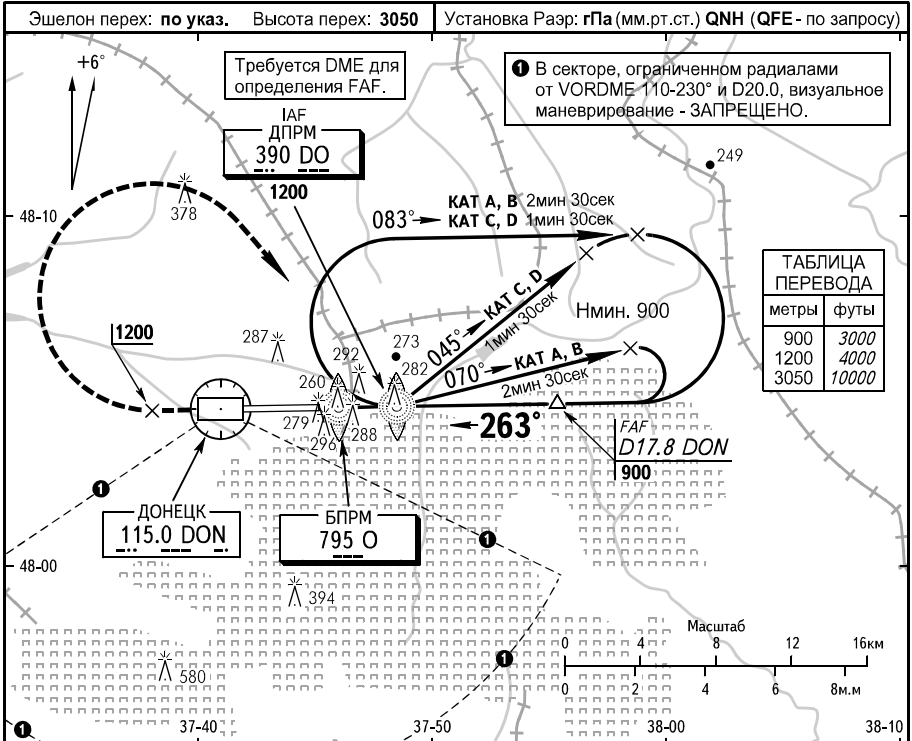 Эшелон перех: по указ. Высота перех: 3050
Установка Раэр: гПа (мм.рт.ст.) QNH (QFE - по запросу)
+6°
Требуется DME для
определения FAF.
1 В секторе, ограниченном радиалами
от VORDME 110-230° и D20.0, визуальное
маневрирование - ЗАПРЕЩЕНО.
IAF
ДПРМ
390 DO
1200
249
378
48-10
083°
КАТ A, B 2мин 30сек
КАТ C, D 1мин 30сек
ТАБЛИЦА
ПЕРЕВОДА
метры футы
900 3000
1200 4000
3050 10000
045°
КАТ C, D
1мин 30сек
Hмин. 900
1200
287
292
273
282
260
070°
КАТ A, B
2мин 30сек
279
296
288
263°
FAF
D17.8 DON
900
1
ДОНЕЦК
115.0 DON
БПРМ
795 O
1
48-00
394
580
1
1
Масштаб
0 4 8 12 16км
0 2 4 6 8м.м
37-40
37-50
38-00
38-10